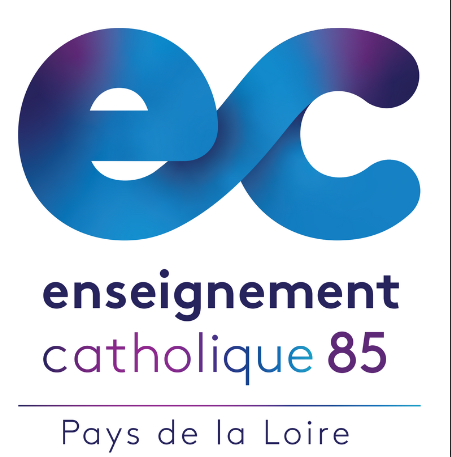 ec
enseignement
catholique 85
Pays de la Loire